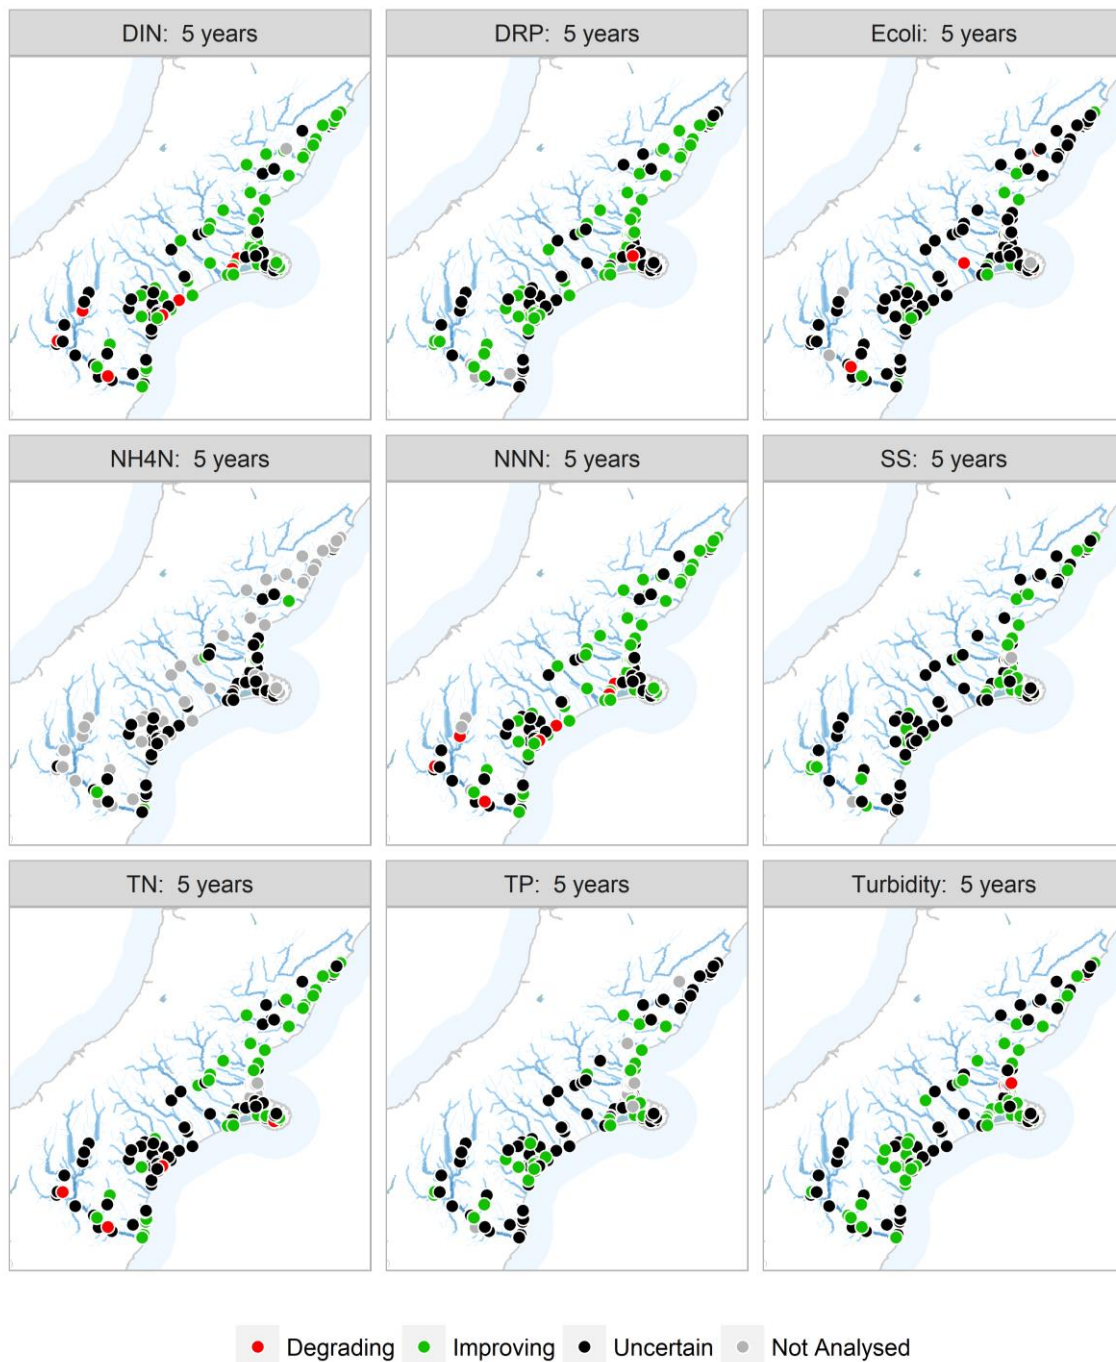 DIN: 5 years
DRP: 5 years
Ecoli: 5 years
NH4N: 5 years
NNN: 5 years
SS: 5 years
TN: 5 years
TP: 5 years
Turbidity: 5 years
Degrading Improving Uncertain Not Analysed